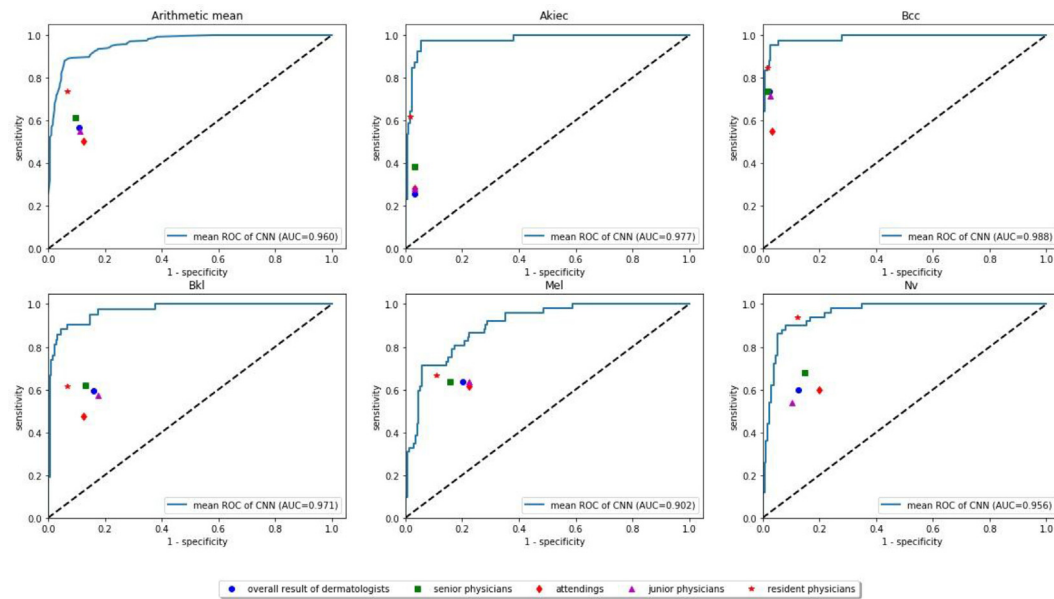 Arithmetic mean
1.0
0.8
0.6
0.4
0.2
0.0
sensitivity
mean ROC of CNN (AUC=0.960)
0.0 0.2 0.4 0.6 0.8 1.0
1 - specificity
Akiec
1.0
0.8
0.6
0.4
0.2
0.0
sensitivity
mean ROC of CNN (AUC=0.977)
0.0 0.2 0.4 0.6 0.8 1.0
1 - specificity
Bcc
1.0
0.8
0.6
0.4
0.2
0.0
sensitivity
mean ROC of CNN (AUC=0.988)
0.0 0.2 0.4 0.6 0.8 1.0
1 - specificity
Bkl
1.0
0.8
0.6
0.4
0.2
0.0
sensitivity
mean ROC of CNN (AUC=0.971)
0.0 0.2 0.4 0.6 0.8 1.0
1 - specificity
Mel
1.0
0.8
0.6
0.4
0.2
0.0
sensitivity
mean ROC of CNN (AUC=0.902)
0.0 0.2 0.4 0.6 0.8 1.0
1 - specificity
Nv
1.0
0.8
0.6
0.4
0.2
0.0
sensitivity
mean ROC of CNN (AUC=0.956)
0.0 0.2 0.4 0.6 0.8 1.0
1 - specificity
overall result of dermatologists senior physicians attendings junior physicians resident physicians